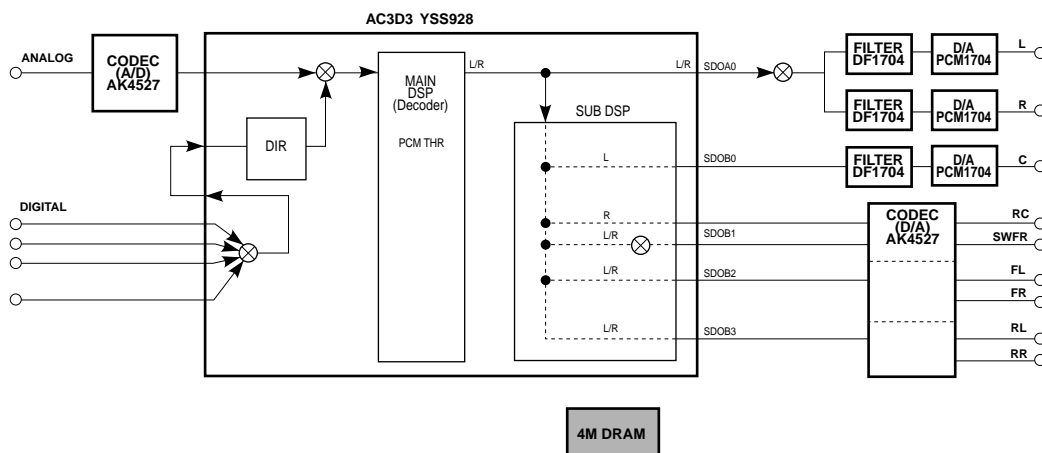 AC3D3 YSS928
ANALOG
CODEC
(A/D)
AK4527
DIGITAL
DIR
MAIN
DSP
(Decoder)
PCM THR
L/R
L/R
SDOA0
SUB DSP
L
SDOB0
R
L/R
SDOB1
L/R
SDOB2
L/R
SDOB3
FILTER
DF1704
D/A
PCM1704
L
FILTER
DF1704
D/A
PCM1704
R
FILTER
DF1704
D/A
PCM1704
C
CODEC
(D/A)
AK4527
RC
SWFR
FL
FR
RL
RR
4M DRAM